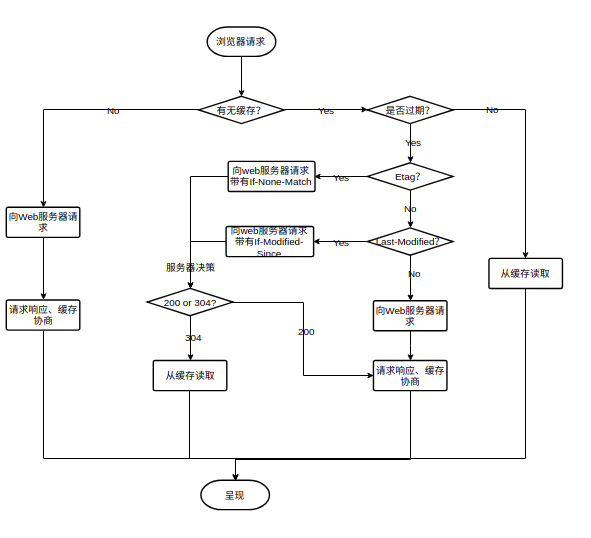 浏览器请求
有无缓存?
No
Yes
是否过期?
No
Yes
向web服务器请求
带有If-None-Match
Yes
Etag?
No
向Web服务器请
求
向web服务器请求
带有If-Modified-
Since
Yes
Last-Modified?
No
服务器决策
从缓存读取
请求响应、缓存
协商
200 or 304?
200
304
向Web服务器请
求
从缓存读取
请求响应、缓存
协商
呈现